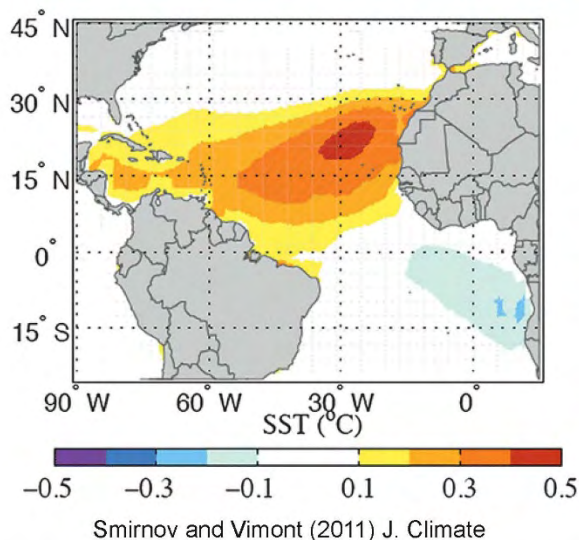 45° N
30° N
15° N
0°
15° S
90° W 60° W 30° W 0°
SST (°C)
−0.5 −0.3 −0.1 0.1 0.3 0.5
Smirnov and Vimont (2011) J. Climate